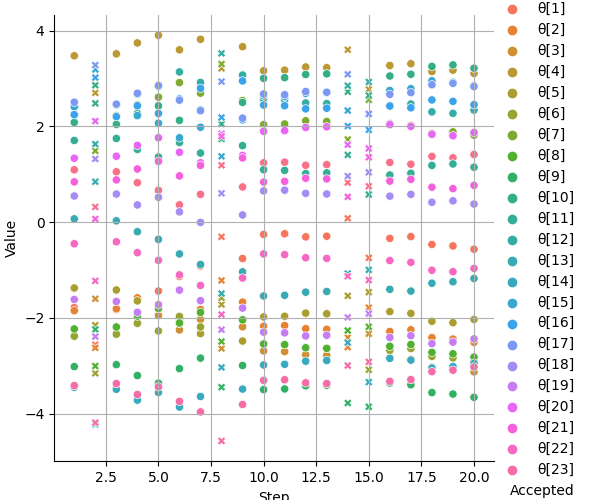 Value
4
2
0
−2
−4
2.5
5.0
7.5
10.0
12.5
15.0
17.5
20.0
Step
θ[1]
θ[2]
θ[3]
θ[4]
θ[5]
θ[6]
θ[7]
θ[8]
θ[9]
θ[10]
θ[11]
θ[12]
θ[13]
θ[14]
θ[15]
θ[16]
θ[17]
θ[18]
θ[19]
θ[20]
θ[21]
θ[22]
θ[23]
Accepted